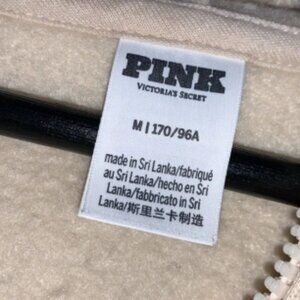 PINK
VICTORIA'S SECRET
M | 170/96A
made in Sri Lanka/fabriqué
au Sri Lanka/hecho en Sri
Lanka/fabbricato in Sri
Lanka/斯里兰卡制造